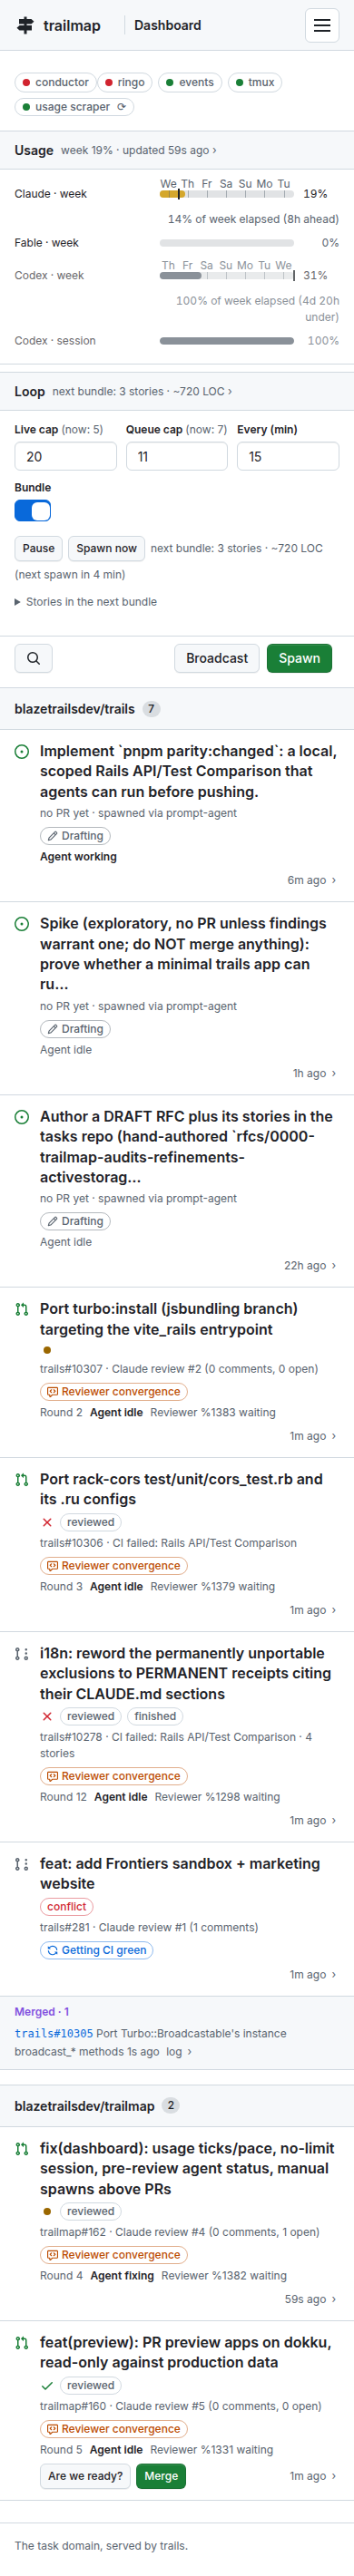 trailmap Dashboard
conductor ringo events tmux
usage scraper ⟳
Usage week 19% · updated 59s ago ›
We Th Fr Sa Su Mo Tu
Claude · week 19%
14% of week elapsed (8h ahead)
Fable · week 0%
Th Fr Sa Su Mo Tu We
Codex · week 31%
100% of week elapsed (4d 20h
under)
Codex · session 100%
Loop next bundle: 3 stories · ~720 LOC ›
Live cap (now: 5) Queue cap (now: 7) Every (min)
20 11 15
Bundle
Pause Spawn now next bundle: 3 stories · ~720 LOC
(next spawn in 4 min)
▶ Stories in the next bundle
Broadcast Spawn
blazetrailsdev/trails 7
Implement `pnpm parity:changed`: a local,
scoped Rails API/Test Comparison that
agents can run before pushing.
no PR yet · spawned via prompt-agent
Drafting
Agent working
6m ago ›
Spike (exploratory, no PR unless findings
warrant one; do NOT merge anything):
prove whether a minimal trails app can
ru...
no PR yet · spawned via prompt-agent
Drafting
Agent idle
1h ago ›
Author a DRAFT RFC plus its stories in the
tasks repo (hand-authored `rfcs/0000-
trailmap-audits-refinements-
activestorag...
no PR yet · spawned via prompt-agent
Drafting
Agent idle
22h ago ›
Port turbo:install (jsbundling branch)
targeting the vite_rails entrypoint
trails#10307 · Claude review #2 (0 comments, 0 open)
Reviewer convergence
Round 2 Agent idle Reviewer %1383 waiting
1m ago ›
Port rack-cors test/unit/cors_test.rb and
its .ru configs
reviewed
trails#10306 · CI failed: Rails API/Test Comparison
Reviewer convergence
Round 3 Agent idle Reviewer %1379 waiting
1m ago ›
i18n: reword the permanently unportable
exclusions to PERMANENT receipts citing
their CLAUDE.md sections
reviewed finished
trails#10278 · CI failed: Rails API/Test Comparison · 4
stories
Reviewer convergence
Round 12 Agent idle Reviewer %1298 waiting
1m ago ›
feat: add Frontiers sandbox + marketing
website
conflict
trails#281 · Claude review #1 (1 comments)
Getting CI green
1m ago ›
Merged · 1
trails#10305 Port Turbo::Broadcastable's instance
broadcast_* methods 1s ago log ›
blazetrailsdev/trailmap 2
fix(dashboard): usage ticks/pace, no-limit
session, pre-review agent status, manual
spawns above PRs
reviewed
trailmap#162 · Claude review #4 (0 comments, 1 open)
Reviewer convergence
Round 4 Agent fixing Reviewer %1382 waiting
59s ago ›
feat(preview): PR preview apps on dokku,
read-only against production data
reviewed
trailmap#160 · Claude review #5 (0 comments, 0 open)
Reviewer convergence
Round 5 Agent idle Reviewer %1331 waiting
Are we ready? Merge 1m ago ›
The task domain, served by trails.